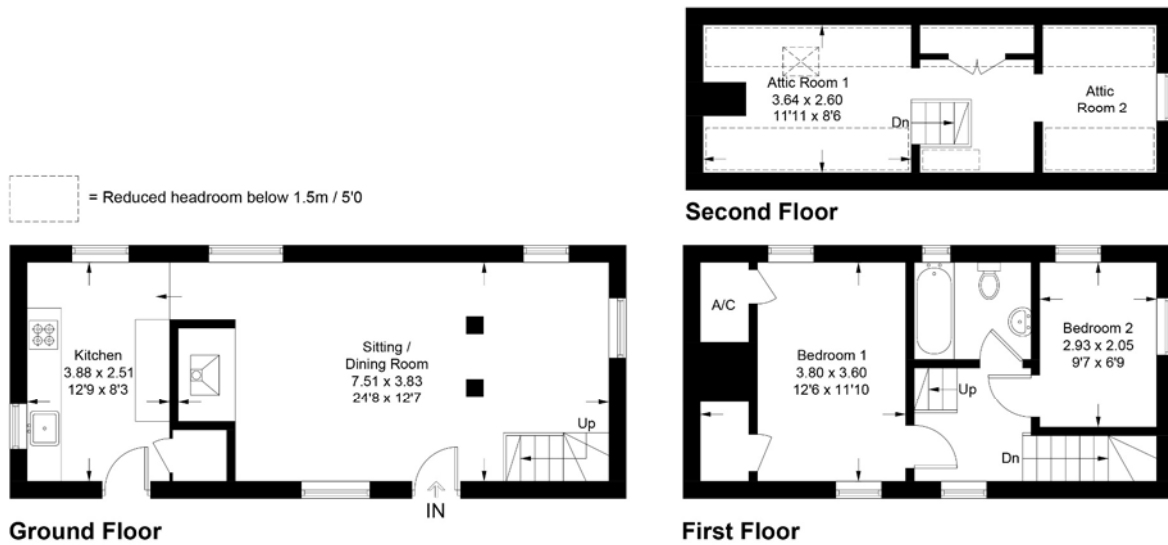 Attic Room 1
3.64 x 2.60
11'11 x 8'6
Dn
Attic
Room 2
Second Floor
= Reduced headroom below 1.5m / 5'0
Kitchen
3.88 x 2.51
12'9 x 8'3
Sitting /
Dining Room
7.51 x 3.83
24'8 x 12'7
Up
IN
Ground Floor
A/C
Bedroom 1
3.80 x 3.60
12'6 x 11'10
Up
Bedroom 2
2.93 x 2.05
9'7 x 6'9
Dn
First Floor